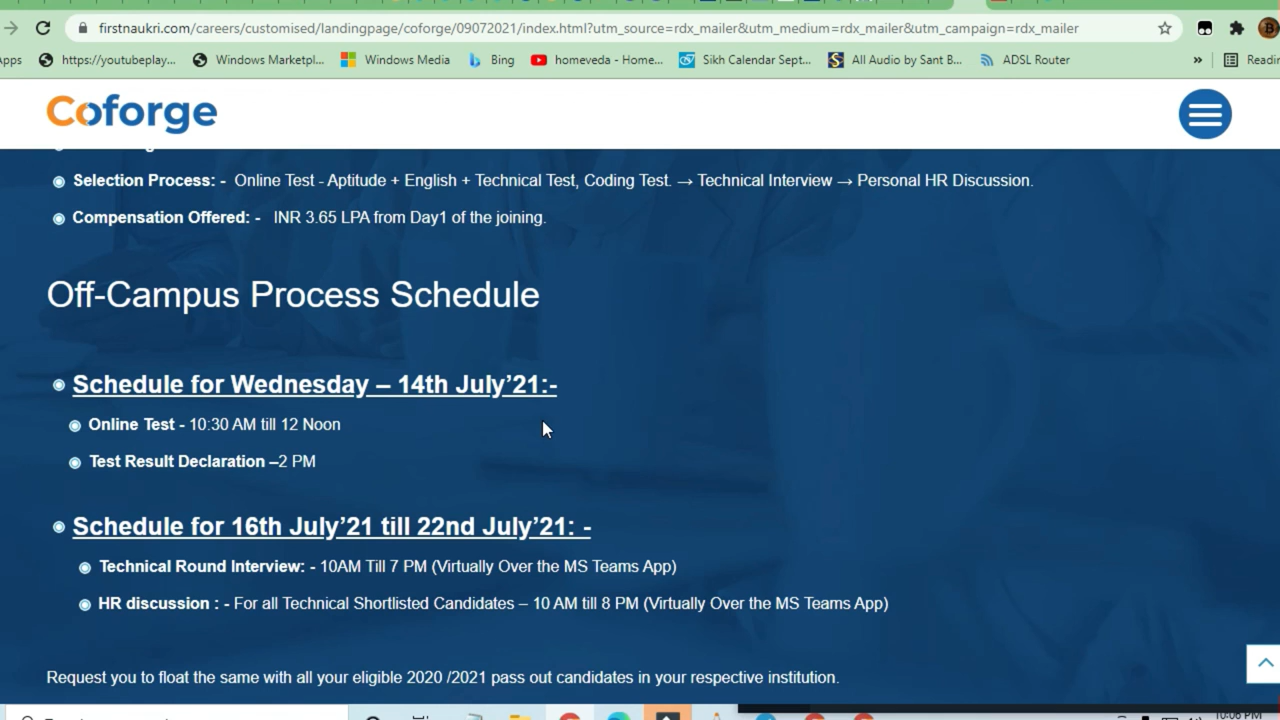 firstnaukri.com/careers/customised/landingpage/coforge/09072021/index.html?utm_source=rdx_mailer&utm_medium=rdx_mailer&utm_campaign=rdx_mailer
https://youtubeplay... Windows Marketpl... Windows Media Bing homeveda - Home... Sikh Calendar Sept... All Audio by Sant B... ADSL Router »
Coforge
Selection Process: - Online Test - Aptitude + English + Technical Test, Coding Test. → Technical Interview → Personal HR Discussion.
Compensation Offered: - INR 3.65 LPA from Day1 of the joining.
Off-Campus Process Schedule
Schedule for Wednesday – 14th July’21:-
Online Test - 10:30 AM till 12 Noon
Test Result Declaration –2 PM
Schedule for 16th July’21 till 22nd July’21: -
Technical Round Interview: - 10AM Till 7 PM (Virtually Over the MS Teams App)
HR discussion : - For all Technical Shortlisted Candidates – 10 AM till 8 PM (Virtually Over the MS Teams App)
Request you to float the same with all your eligible 2020 /2021 pass out candidates in your respective institution.
10:06 PM